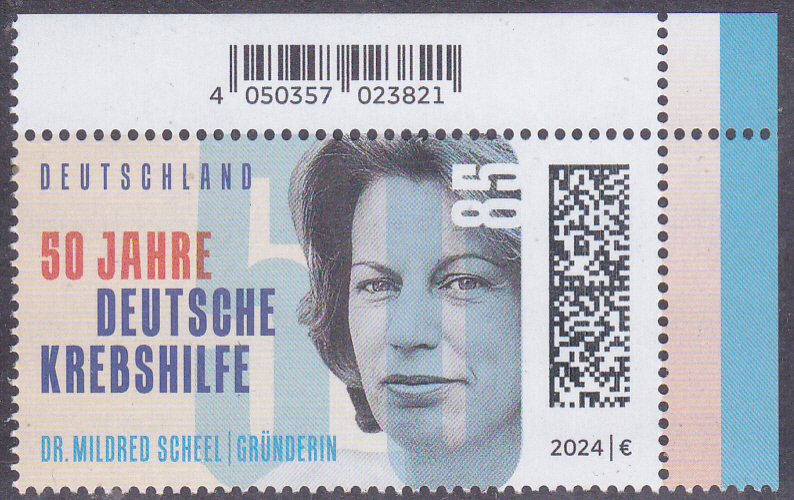 4 050357 023821
DEUTSCHLAND
85
50 JAHRE
DEUTSCHE
KREBSHILFE
DR. MILDRED SCHEEL | GRÜNDERIN
2024 | €